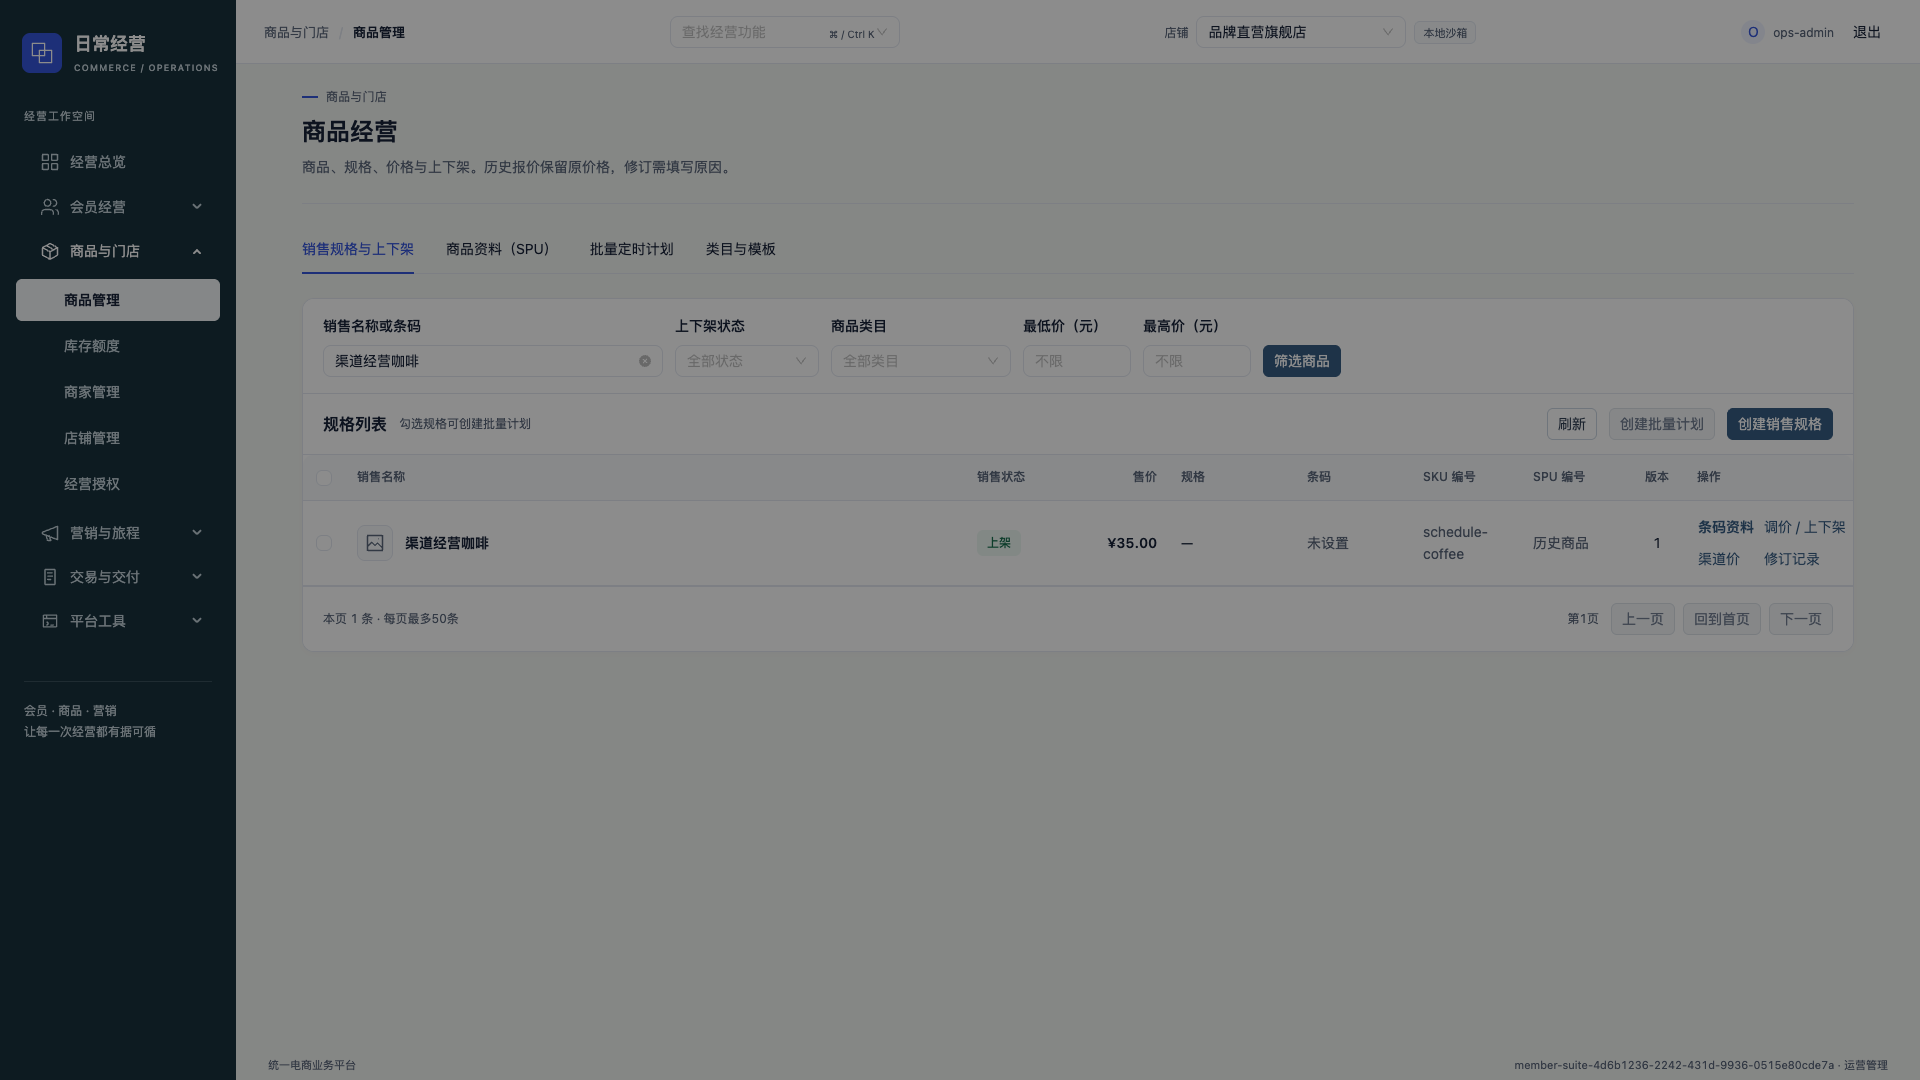 日常经营
COMMERCE / OPERATIONS
经营工作空间
经营总览
会员经营
商品与门店
商品管理
库存额度
商家管理
店铺管理
经营授权
营销与旅程
交易与交付
平台工具
会员 · 商品 · 营销
让每一次经营都有据可循
商品与门店 / 商品管理
查找经营功能 ⌘ / Ctrl K
店铺 品牌直营旗舰店 本地沙箱
O ops-admin 退出
商品与门店
商品经营
商品、规格、价格与上下架。历史报价保留原价格，修订需填写原因。
销售规格与上下架 商品资料（SPU） 批量定时计划 类目与模板
销售名称或条码 上下架状态 商品类目 最低价（元） 最高价（元）
渠道经营咖啡 全部状态 全部类目 不限 不限 筛选商品
规格列表 勾选规格可创建批量计划 刷新 创建批量计划 创建销售规格
销售名称 销售状态 售价 规格 条码 SKU 编号 SPU 编号 版本 操作
渠道经营咖啡 上架 ¥35.00 — 未设置 schedule-coffee 历史商品 1 条码资料 调价 / 上下架
渠道价 修订记录
本页 1 条 · 每页最多50条 第1页 上一页 回到首页 下一页
统一电商业务平台 member-suite-4d6b1236-2242-431d-9936-0515e80cde7a · 运营管理